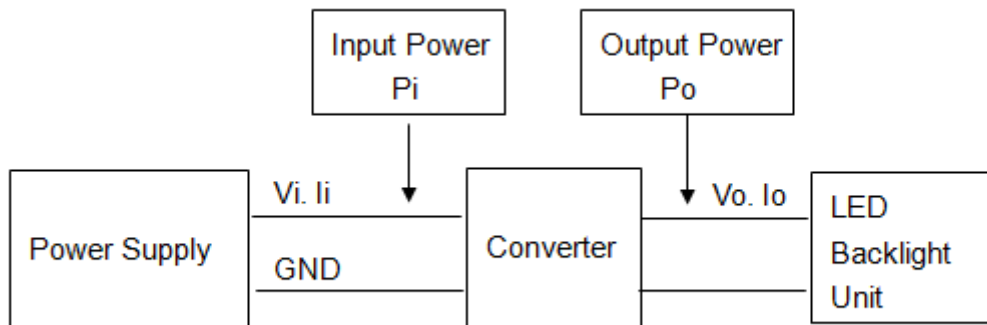 Input Power
Pi
Output Power
Po
Power Supply
Vi. Ii
GND
Converter
Vo. Io
LED
Backlight
Unit